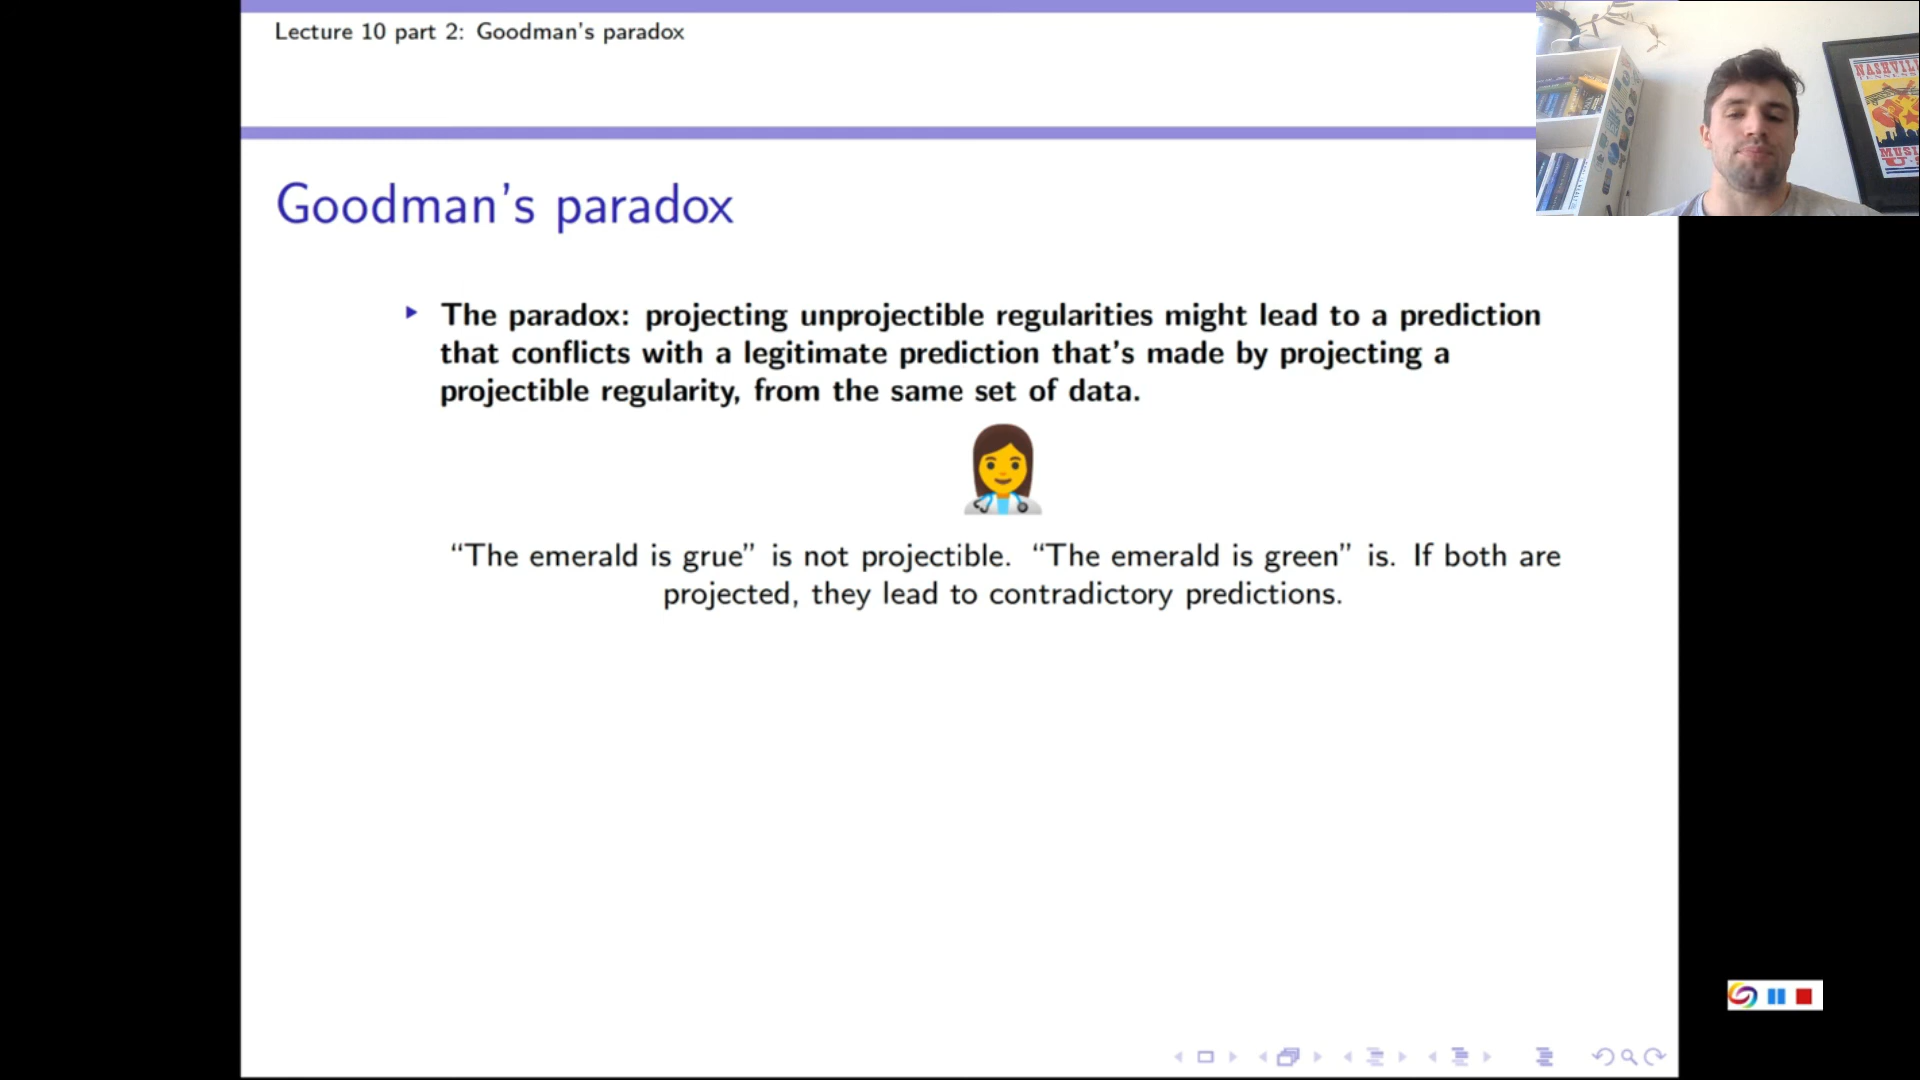 Lecture 10 part 2: Goodman's paradox
Goodman's paradox
The paradox: projecting unprojectible regularities might lead to a prediction
that conflicts with a legitimate prediction that's made by projecting a
projectible regularity, from the same set of data.
“The emerald is grue” is not projectible. “The emerald is green” is. If both are
projected, they lead to contradictory predictions.
NASHVIL